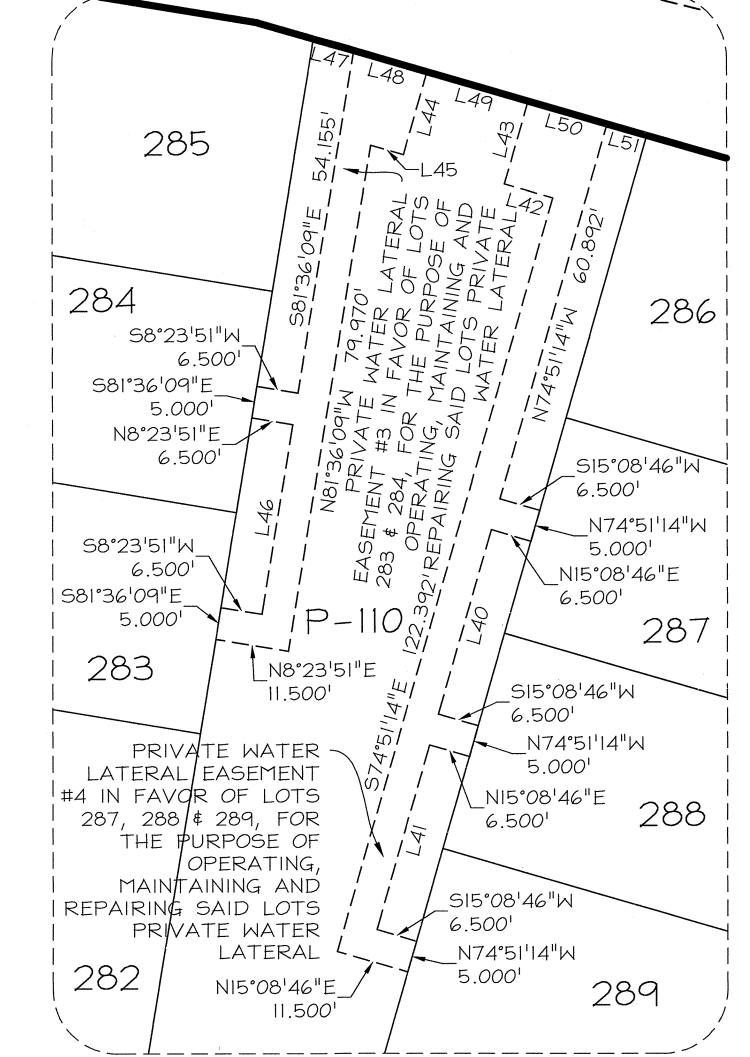 L47
L48
L49
L50
L51
L44
L43
L45
L42
285
54.155'
S81°36'09"E
284
S8°23'51"W
6.500'
S81°36'09"E
5.000'
N8°23'51"E
6.500'
N81°36'09"W 79.970'
PRIVATE WATER LATERAL
EASEMENT #3 IN FAVOR OF LOTS
283 & 284, FOR THE PURPOSE OF
OPERATING, MAINTAINING AND
REPAIRING SAID LOTS PRIVATE
WATER LATERAL
N74°51'14"W 60.892'
286
S15°08'46"W
6.500'
N74°51'14"W
5.000'
N15°08'46"E
6.500'
L46
S8°23'51"W
6.500'
S81°36'09"E
5.000'
283
N8°23'51"E
11.500'
P-110
S74°51'14"E 122.392'
L40
287
S15°08'46"W
6.500'
N74°51'14"W
5.000'
N15°08'46"E
6.500'
288
PRIVATE WATER
LATERAL EASEMENT
#4 IN FAVOR OF LOTS
287, 288 & 289, FOR
THE PURPOSE OF
OPERATING,
MAINTAINING AND
REPAIRING SAID LOTS
PRIVATE WATER
LATERAL
L41
S15°08'46"W
6.500'
N74°51'14"W
5.000'
282
N15°08'46"E
11.500'
289